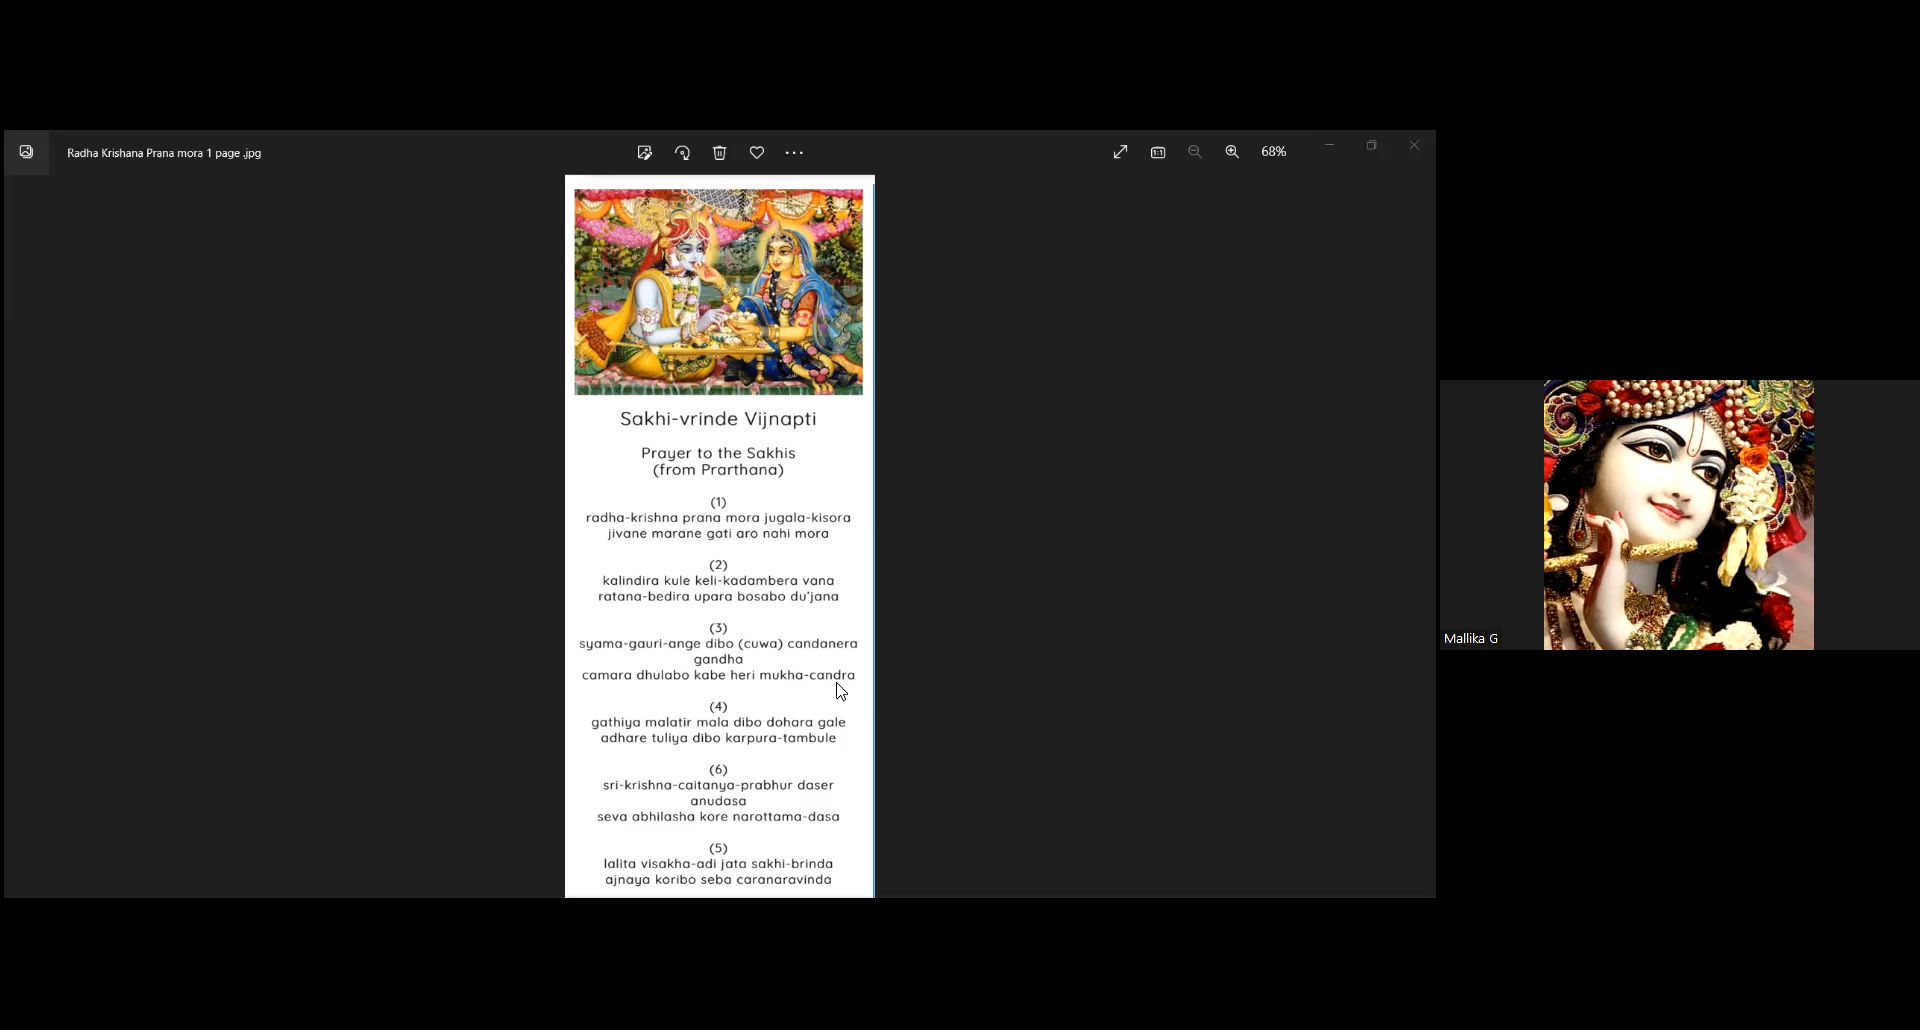 Radha Krishana Prana mora 1 page .jpg
68%
Sakhi-vrinde Vijnapti
Prayer to the Sakhis
(from Prarthana)
(1)
radha-krishna prana mora jugala-kisora
jivane marane gati aro nahi mora
(2)
kalindira kule keli-kadambera vana
ratana-bedira upara bosabo du'jana
(3)
syama-gauri-ange dibo (cuwa) candanera
gandha
camara dhulabo kabe heri mukha-candra
(4)
gathiya malatir mala dibo dohara gale
adhare tuliya dibo karpura-tambule
(6)
sri-krishna-caitanya-prabhur daser
anudasa
seva abhilasha kore narottama-dasa
(5)
lalita visakha-adi jata sakhi-brinda
ajnaya koribo seba caranaravinda
Mallika G